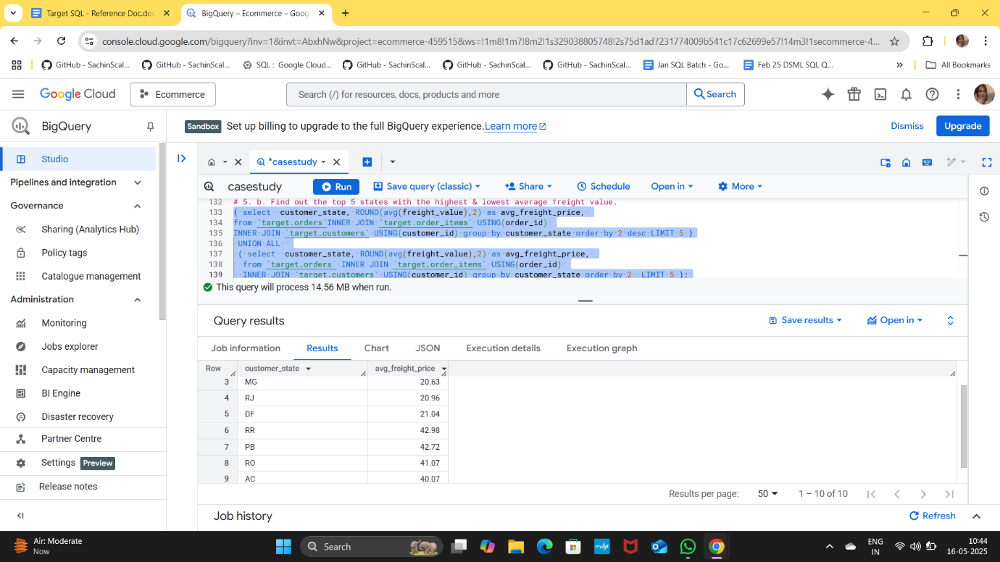 Target SQL - Reference Doc.doc
BigQuery – Ecommerce – Goog
console.cloud.google.com/bigquery?inv=1&invt=AbxhNw&project=ecommerce-459515&ws=!1m8!1m7!8m2!1s329038805748!2s75d1ad7231774009b541c17c62699e57!14m3!1secommerce-4...
GitHub - SachinScal...
GitHub - SachinScal...
SQL : Google Cloud...
GitHub - SachinScal...
GitHub - SachinScal...
GitHub - SachinScal...
Jan SQL Batch - Go...
Feb 25 DSML SQL Q...
All Bookmarks
Google Cloud
Ecommerce
Search (/) for resources, docs, products and more
Search
BigQuery
Sandbox Set up billing to upgrade to the full BigQuery experience. Learn more
Dismiss
Upgrade
Studio
Pipelines and integration
Governance
Sharing (Analytics Hub)
Policy tags
Catalogue management
Administration
Monitoring
Jobs explorer
Capacity management
BI Engine
Disaster recovery
Partner Centre
Settings Preview
Release notes
*casestudy
casestudy
Run
Save query (classic)
Share
Schedule
Open in
More
132 # 5. b. Find out the top 5 states with the highest & lowest average freight value.
133 ( select customer_state, ROUND(avg(freight_value),2) as avg_freight_price,
134 from `target.orders`INNER JOIN `target.order_items` USING(order_id)
135 INNER JOIN `target.customers` USING(customer_id) group by customer_state order by 2 desc LIMIT 5 )
136 UNION ALL
137 ( select customer_state, ROUND(avg(freight_value),2) as avg_freight_price,
138 from `target.orders` INNER JOIN `target.order_items` USING(order_id)
139 INNER JOIN `target.customers` USING(customer_id) group by customer_state order by 2 LIMIT 5 );
This query will process 14.56 MB when run.
Query results
Save results
Open in
Job information
Results
Chart
JSON
Execution details
Execution graph
Row customer_state avg_freight_price
3 MG 20.63
4 RJ 20.96
5 DF 21.04
6 RR 42.98
7 PB 42.72
8 RO 41.07
9 AC 40.07
Results per page: 50 1 – 10 of 10
Job history
Refresh
Air: Moderate
Now
Search
myhp
ENG
IN
10:44
16-05-2025